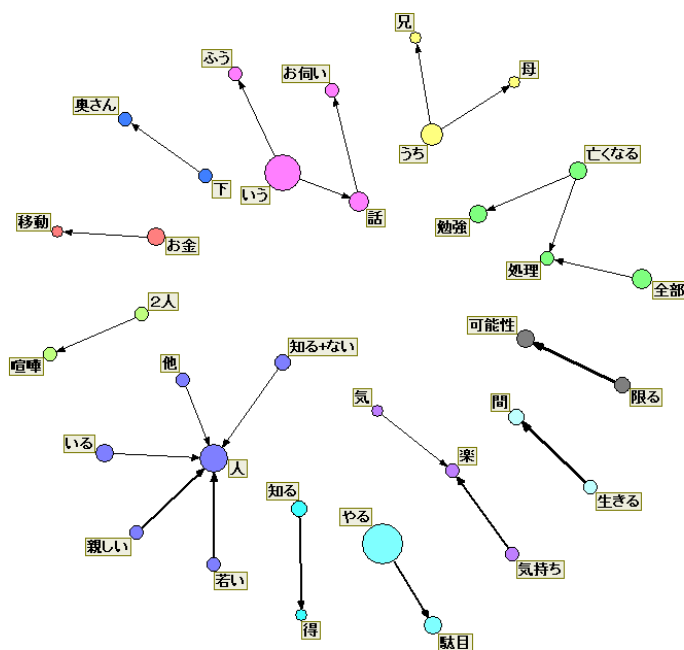 兄
ふう
母
お伺い
奥さん
うち
亡くなる
下
いう
話
勉強
移動
お金
処理
全部
2人
可能性
知る+ない
喧嘩
他
限る
気
間
いる
人
楽
知る
生きる
やる
親しい
気持ち
若い
得
駄目